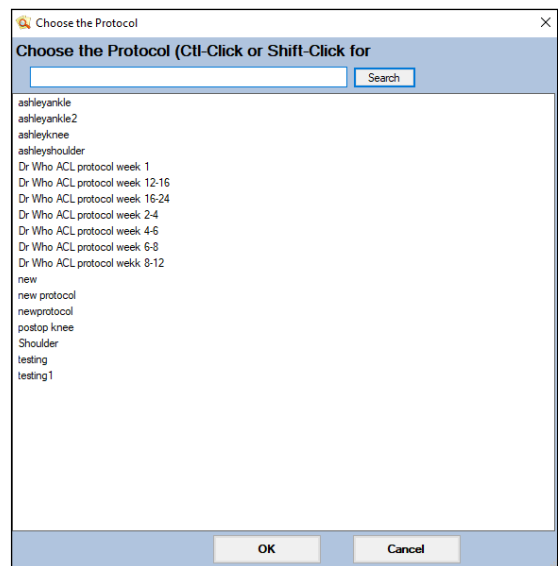 Choose the Protocol
Choose the Protocol (Ctl-Click or Shift-Click for
Search
ashleyankle
ashleyankle2
ashleyknee
ashleyshoulder
Dr Who ACL protocol week 1
Dr Who ACL protocol week 12-16
Dr Who ACL protocol week 16-24
Dr Who ACL protocol week 2-4
Dr Who ACL protocol week 4-6
Dr Who ACL protocol week 6-8
Dr Who ACL protocol wekk 8-12
new
new protocol
newprotocol
postop knee
Shoulder
testing
testing1
OK Cancel